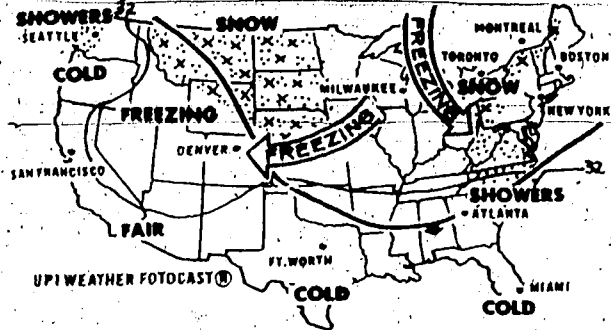 SHOWERS 32
SNOW
SEATTLE
MONTREAL
COLD
TORONTO
BOSTON
FREEZING
MILWAUKEE
SNOW
FREEZING
NEW YORK
DENVER
FREEZING
SAN FRANCISCO
32
SHOWERS
ATLANTA
FAIR
FT. WORTH
UPI WEATHER FOTOCAST ®
COLD
MIAMI
COLD